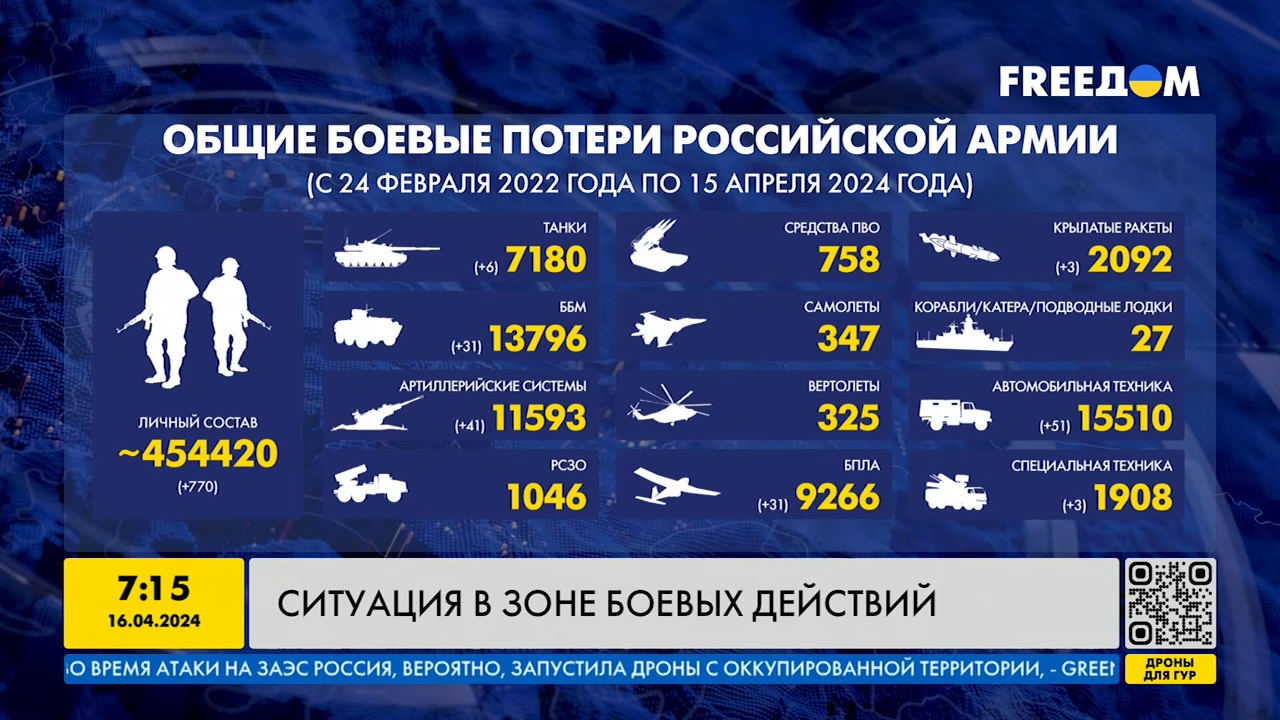 FREEДОМ
ОБЩИЕ БОЕВЫЕ ПОТЕРИ РОССИЙСКОЙ АРМИИ
(С 24 ФЕВРАЛЯ 2022 ГОДА ПО 15 АПРЕЛЯ 2024 ГОДА)
ЛИЧНЫЙ СОСТАВ
~454420
(+770)
ТАНКИ
(+6) 7180
ББМ
(+31) 13796
АРТИЛЛЕРИЙСКИЕ СИСТЕМЫ
(+41) 11593
РСЗО
1046
СРЕДСТВА ПВО
758
САМОЛЕТЫ
347
ВЕРТОЛЕТЫ
325
БПЛА
(+31) 9266
КРЫЛАТЫЕ РАКЕТЫ
(+3) 2092
КОРАБЛИ/КАТЕРА/ПОДВОДНЫЕ ЛОДКИ
27
АВТОМОБИЛЬНАЯ ТЕХНИКА
(+51) 15510
СПЕЦИАЛЬНАЯ ТЕХНИКА
(+3) 1908
7:15
16.04.2024
СИТУАЦИЯ В ЗОНЕ БОЕВЫХ ДЕЙСТВИЙ
ВО ВРЕМЯ АТАКИ НА ЗАЭС РОССИЯ, ВЕРОЯТНО, ЗАПУСТИЛА ДРОНЫ С ОККУПИРОВАННОЙ ТЕРРИТОРИИ, - GREEN
ДРОНЫ
ДЛЯ ГУР